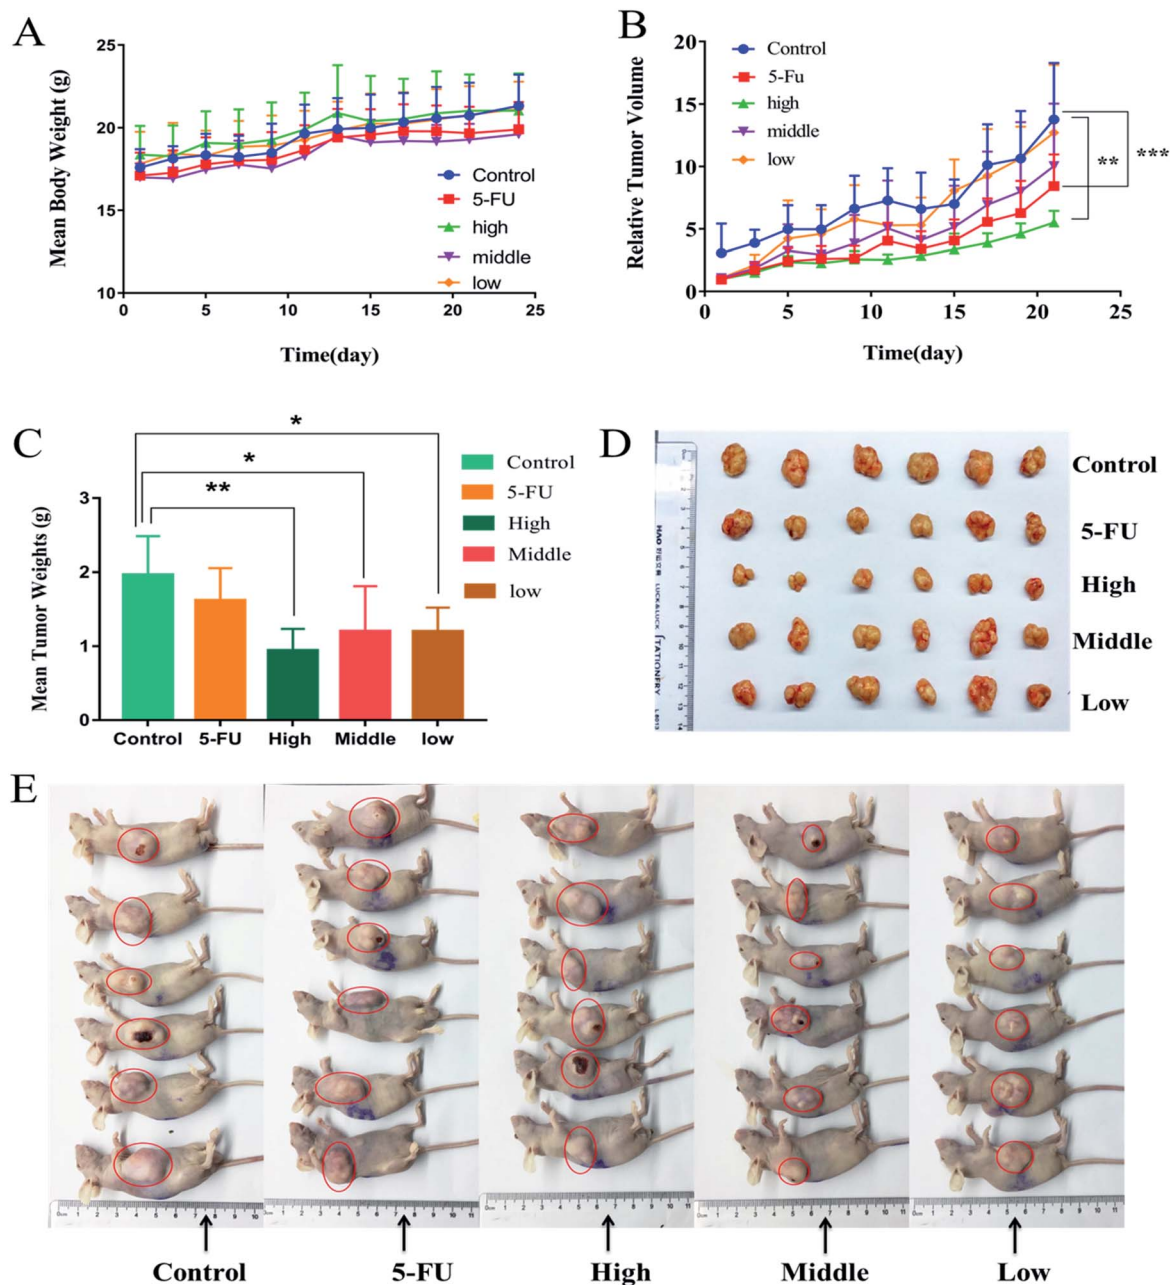 A
Mean Body Weight (g)
25
20
15
10
0 5 10 15 20 25
Time(day)
Control
5-FU
high
middle
low
B
Relative Tumor Volume
20
15
10
5
0
0 5 10 15 20 25
Time(day)
Control
5-Fu
high
middle
low
**
***
C
Mean Tumor Weights (g)
3
2
1
0
*
*
**
Control
5-FU
High
Middle
low
Control 5-FU High Middle low
D
Control
5-FU
High
Middle
Low
LUCK&LUCK STATIONERY
E
Control 5-FU High Middle Low